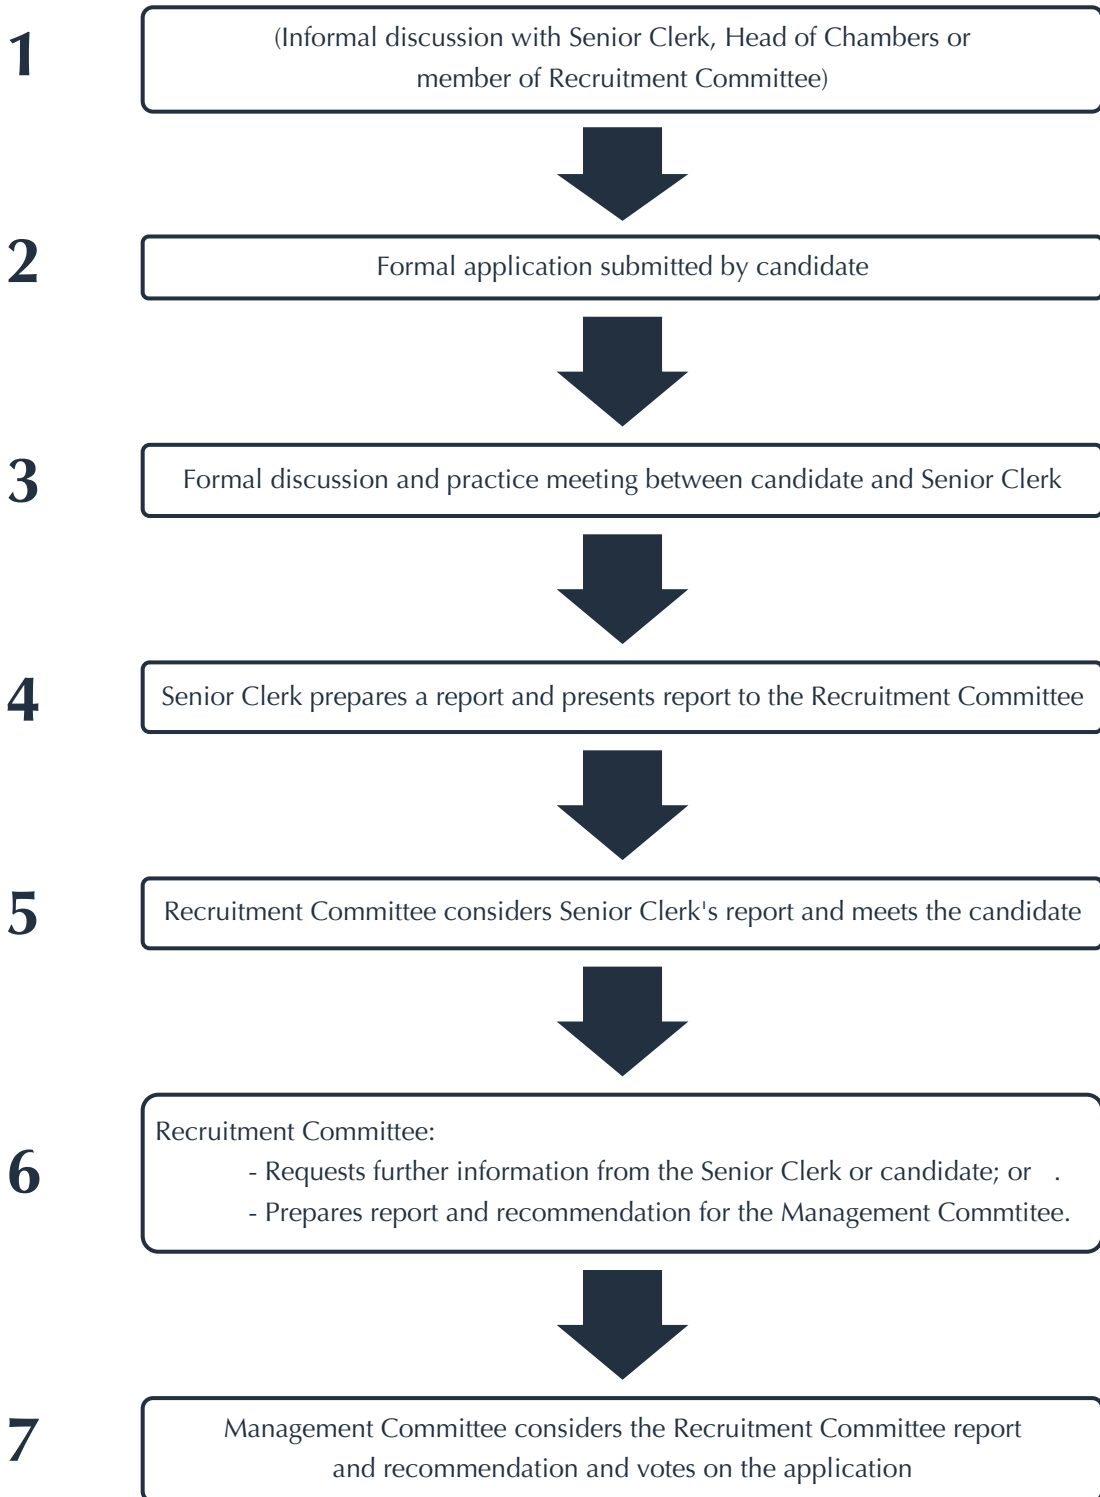 1
(Informal discussion with Senior Clerk, Head of Chambers or
member of Recruitment Committee)
2
Formal application submitted by candidate
3
Formal discussion and practice meeting between candidate and Senior Clerk
4
Senior Clerk prepares a report and presents report to the Recruitment Committee
5
Recruitment Committee considers Senior Clerk's report and meets the candidate
6
Recruitment Committee:
- Requests further information from the Senior Clerk or candidate; or .
- Prepares report and recommendation for the Management Commtitee.
7
Management Committee considers the Recruitment Committee report
and recommendation and votes on the application